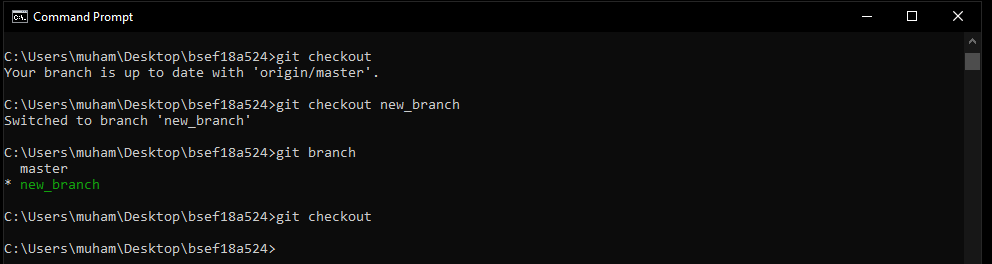 Command Prompt
C:\Users\muham\Desktop\bsef18a524>git checkout
Your branch is up to date with 'origin/master'.
C:\Users\muham\Desktop\bsef18a524>git checkout new_branch
Switched to branch 'new_branch'
C:\Users\muham\Desktop\bsef18a524>git branch
  master
* new_branch
C:\Users\muham\Desktop\bsef18a524>git checkout
C:\Users\muham\Desktop\bsef18a524>